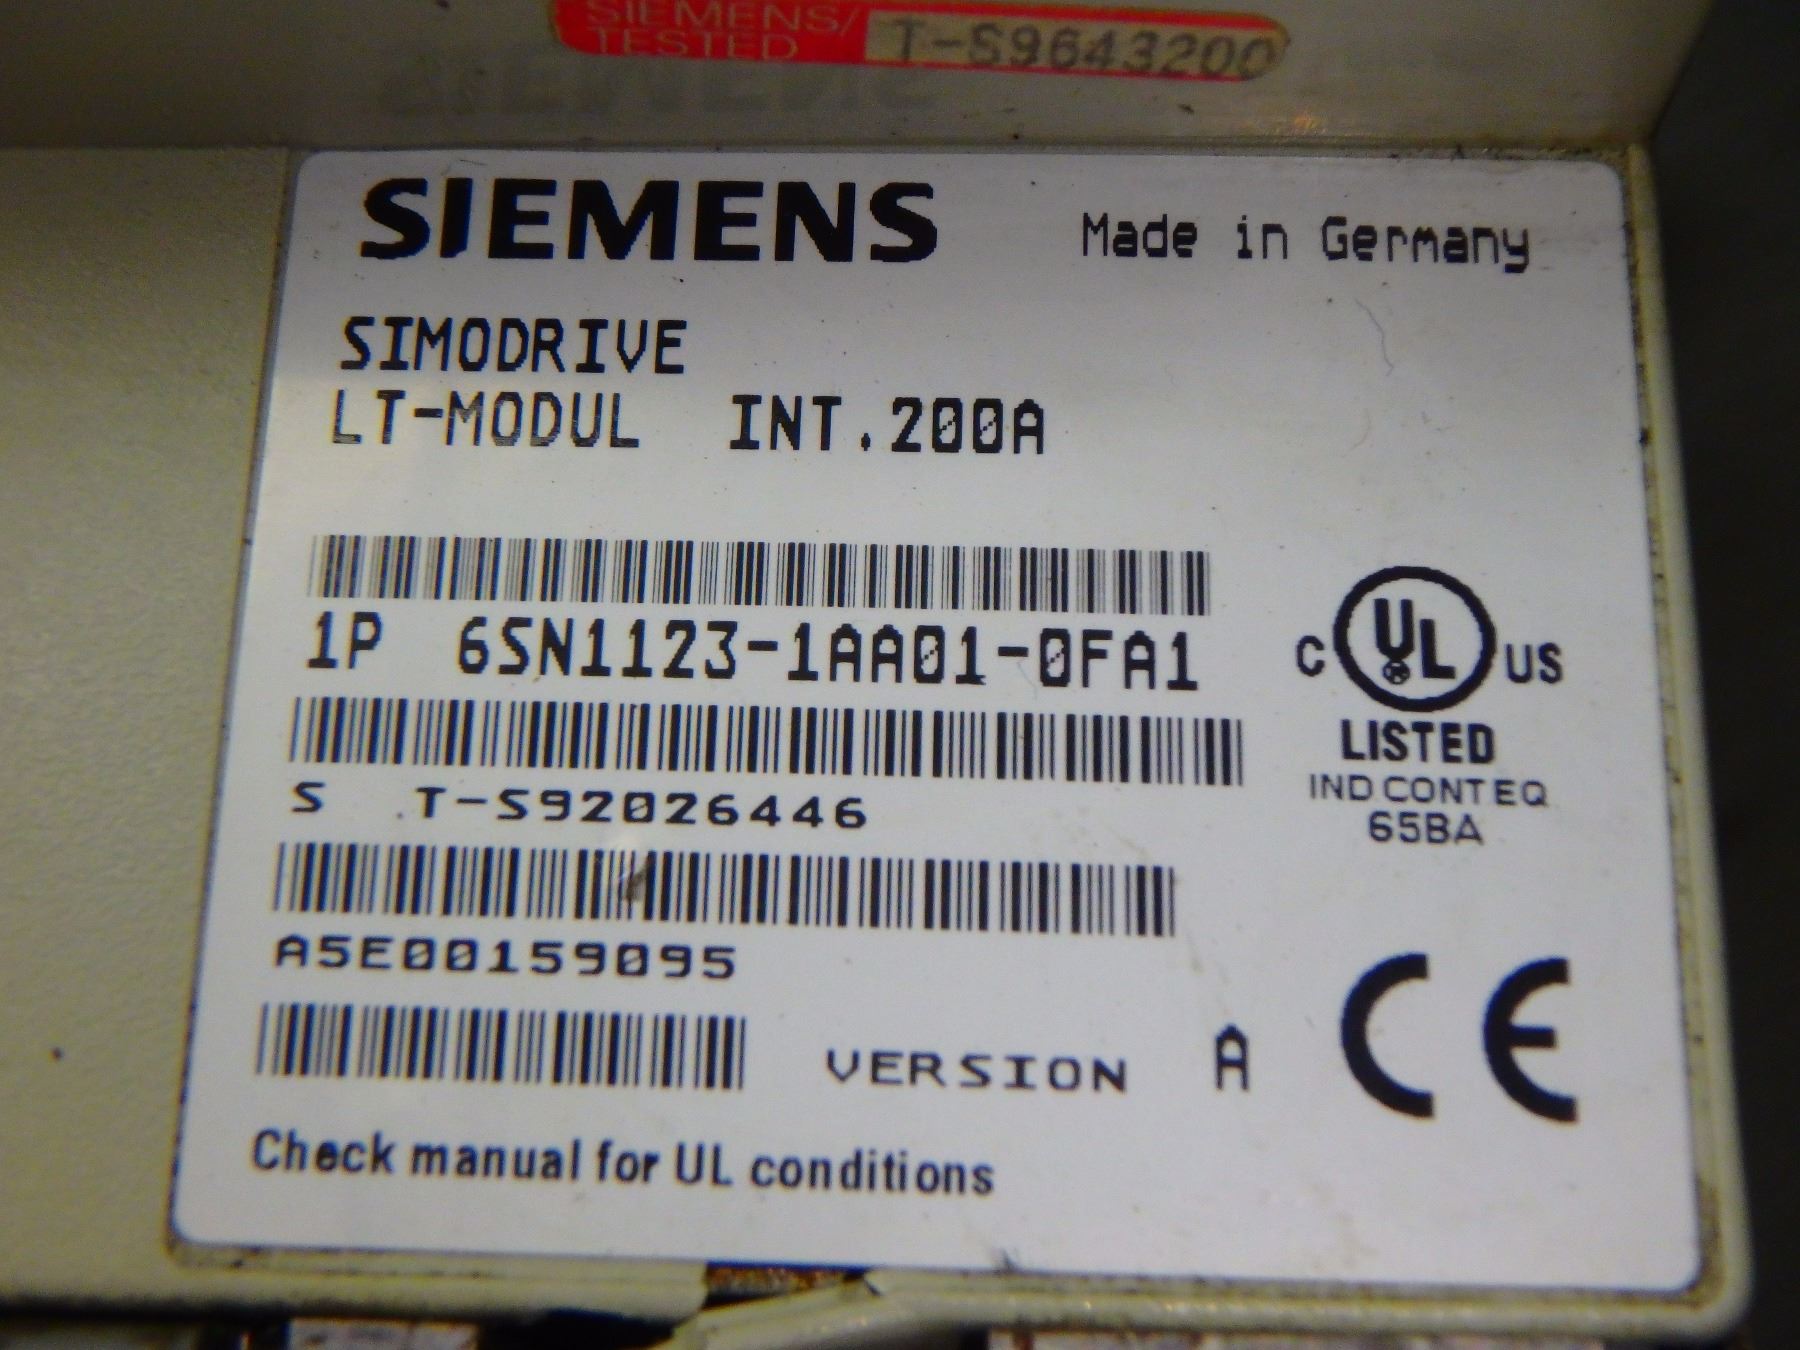 SIEMENS/
TESTED T-S9643200
SIEMENS Made in Germany
SIMODRIVE
LT-MODUL INT.200A
1P 6SN1123-1AA01-0FA1
C UL US
LISTED
IND CONT EQ
65BA
S T-S92026446
A5E00159095
VERSION A
CE
Check manual for UL conditions